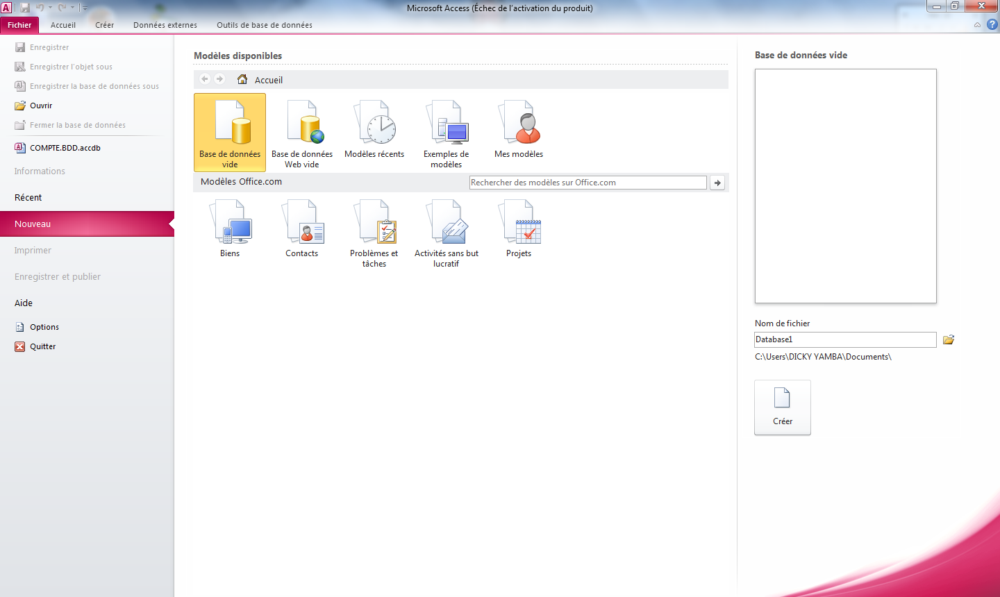 Microsoft Access (Échec de l'activation du produit)
Fichier Accueil Créer Données externes Outils de base de données
Enregistrer
Enregistrer l'objet sous
Enregistrer la base de données sous
Ouvrir
Fermer la base de données
COMPTE.BDD.accdb
Informations
Récent
Nouveau
Imprimer
Enregistrer et publier
Aide
Options
Quitter
Modèles disponibles
Accueil
Base de données
vide
Base de données
Web vide
Modèles récents
Exemples de
modèles
Mes modèles
Modèles Office.com
Rechercher des modèles sur Office.com
Biens
Contacts
Problèmes et
tâches
Activités sans but
lucratif
Projets
Base de données vide
Nom de fichier
Database1
C:\Users\DICKY YAMBA\Documents\
Créer